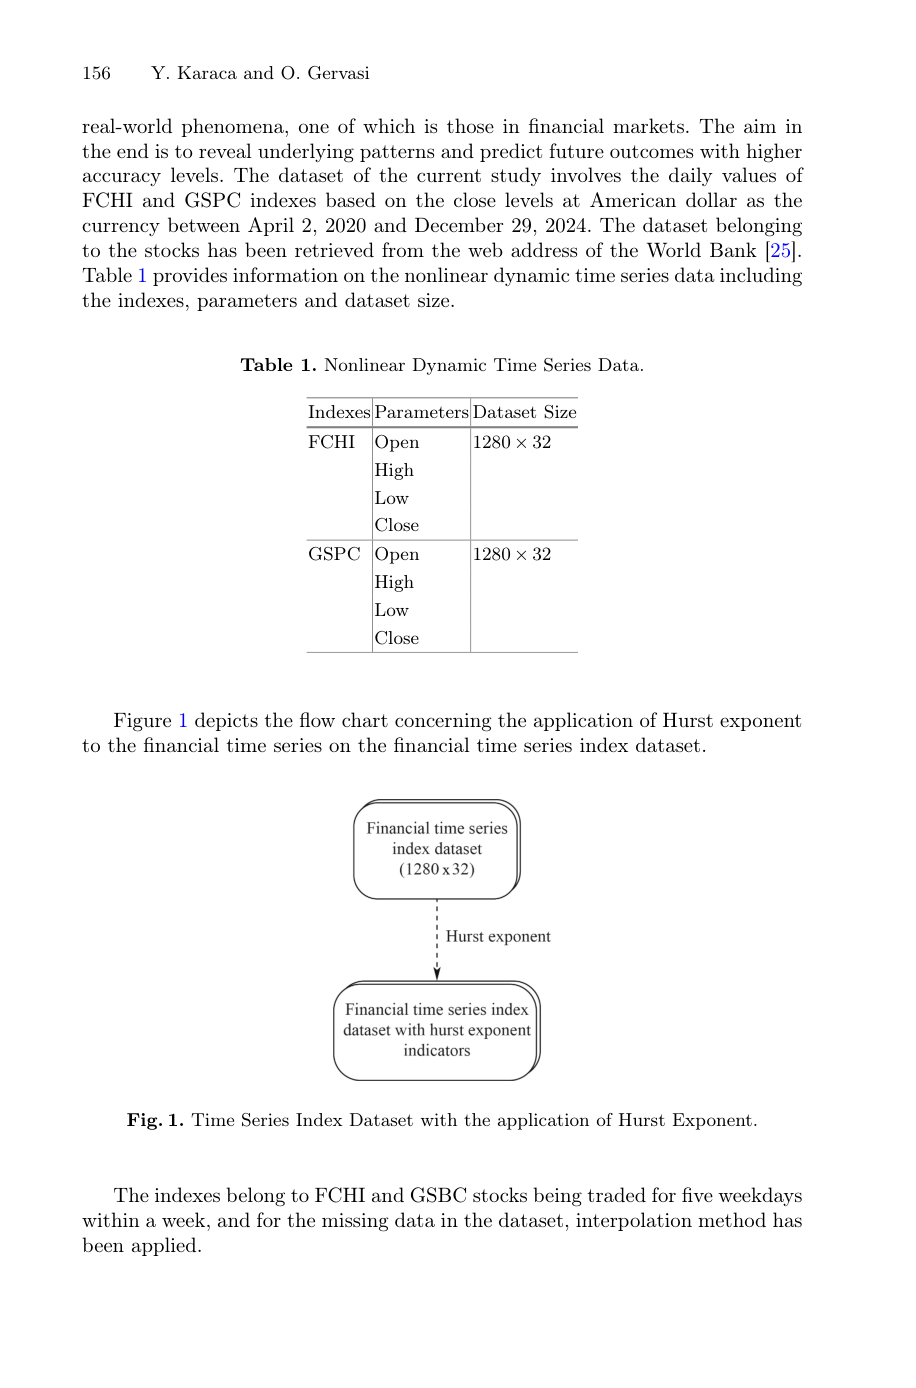 156 Y. Karaca and O. Gervasi
real-world phenomena, one of which is those in financial markets. The aim in
the end is to reveal underlying patterns and predict future outcomes with higher
accuracy levels. The dataset of the current study involves the daily values of
FCHI and GSPC indexes based on the close levels at American dollar as the
currency between April 2, 2020 and December 29, 2024. The dataset belonging
to the stocks has been retrieved from the web address of the World Bank [25].
Table 1 provides information on the nonlinear dynamic time series data including
the indexes, parameters and dataset size.
Table 1. Nonlinear Dynamic Time Series Data.
Indexes Parameters Dataset Size
FCHI Open 1280 × 32
High
Low
Close
GSPC Open 1280 × 32
High
Low
Close
Figure 1 depicts the flow chart concerning the application of Hurst exponent
to the financial time series on the financial time series index dataset.
Financial time series
index dataset
(1280 x 32)
Hurst exponent
Financial time series index
dataset with hurst exponent
indicators
Fig. 1. Time Series Index Dataset with the application of Hurst Exponent.
The indexes belong to FCHI and GSBC stocks being traded for five weekdays
within a week, and for the missing data in the dataset, interpolation method has
been applied.